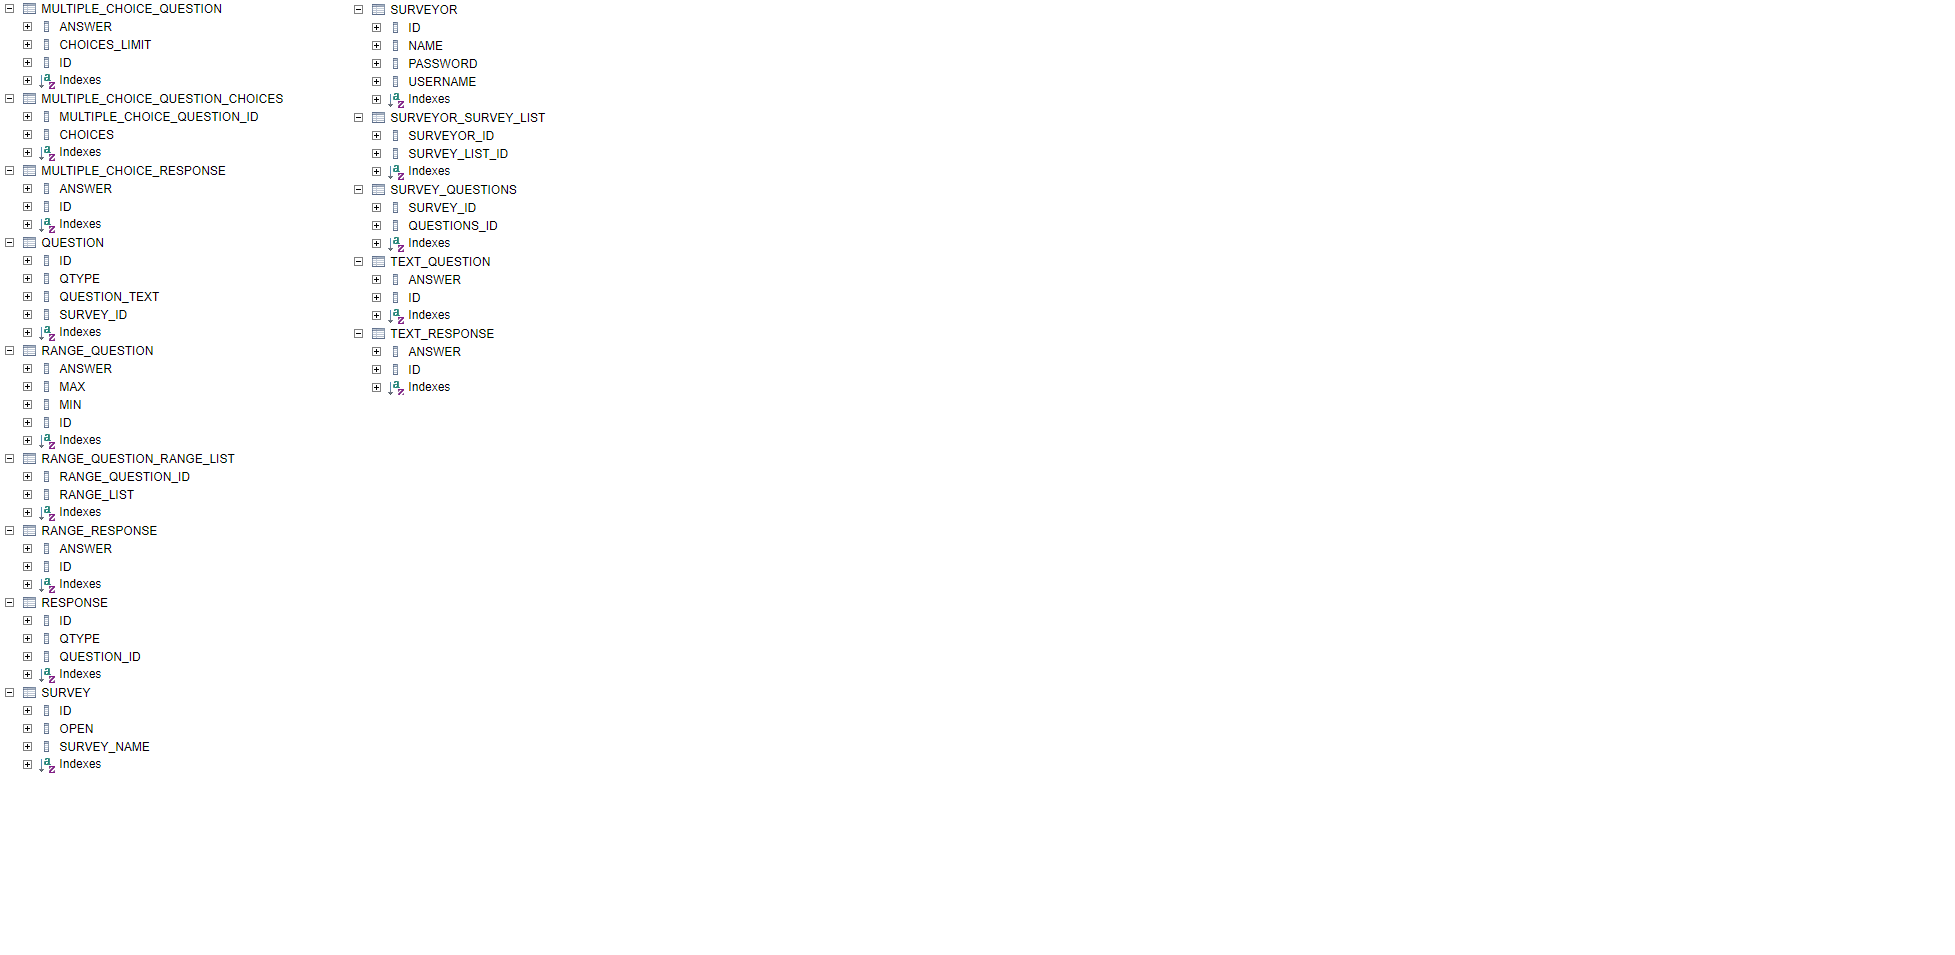 MULTIPLE_CHOICE_QUESTION
ANSWER
CHOICES_LIMIT
ID
Indexes
MULTIPLE_CHOICE_QUESTION_CHOICES
MULTIPLE_CHOICE_QUESTION_ID
CHOICES
Indexes
MULTIPLE_CHOICE_RESPONSE
ANSWER
ID
Indexes
QUESTION
ID
QTYPE
QUESTION_TEXT
SURVEY_ID
Indexes
RANGE_QUESTION
ANSWER
MAX
MIN
ID
Indexes
RANGE_QUESTION_RANGE_LIST
RANGE_QUESTION_ID
RANGE_LIST
Indexes
RANGE_RESPONSE
ANSWER
ID
Indexes
RESPONSE
ID
QTYPE
QUESTION_ID
Indexes
SURVEY
ID
OPEN
SURVEY_NAME
Indexes
SURVEYOR
ID
NAME
PASSWORD
USERNAME
Indexes
SURVEYOR_SURVEY_LIST
SURVEYOR_ID
SURVEY_LIST_ID
Indexes
SURVEY_QUESTIONS
SURVEY_ID
QUESTIONS_ID
Indexes
TEXT_QUESTION
ANSWER
ID
Indexes
TEXT_RESPONSE
ANSWER
ID
Indexes